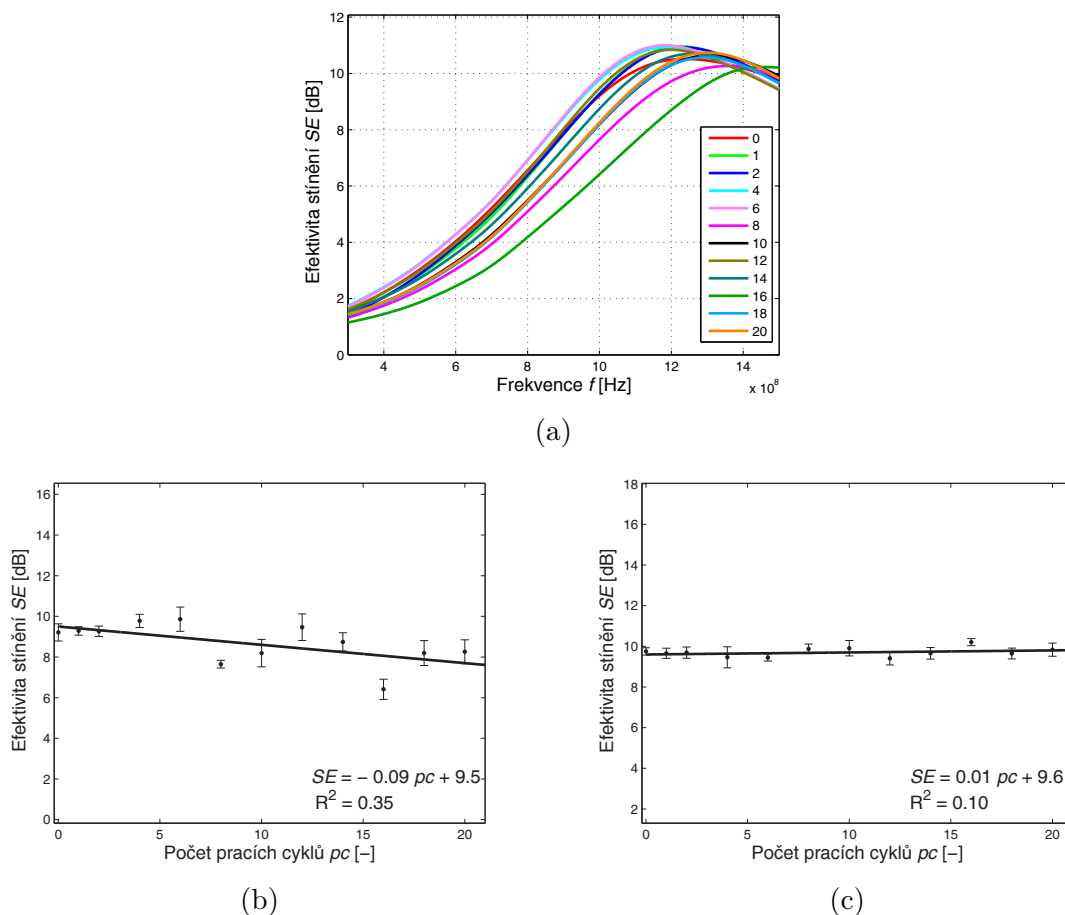 12
10
8
6
4
2
0
Efektivita stínění SE [dB]
0
1
2
4
6
8
10
12
14
16
18
20
4 6 8 10 12 14
x 10⁸
Frekvence f [Hz]
(a)
16
14
12
10
8
6
4
2
0
Efektivita stínění SE [dB]
SE = – 0.09 pc + 9.5
R² = 0.35
0 5 10 15 20
Počet pracích cyklů pc [–]
(b)
18
16
14
12
10
8
6
4
2
Efektivita stínění SE [dB]
SE = 0.01 pc + 9.6
R² = 0.10
0 5 10 15 20
Počet pracích cyklů pc [–]
(c)